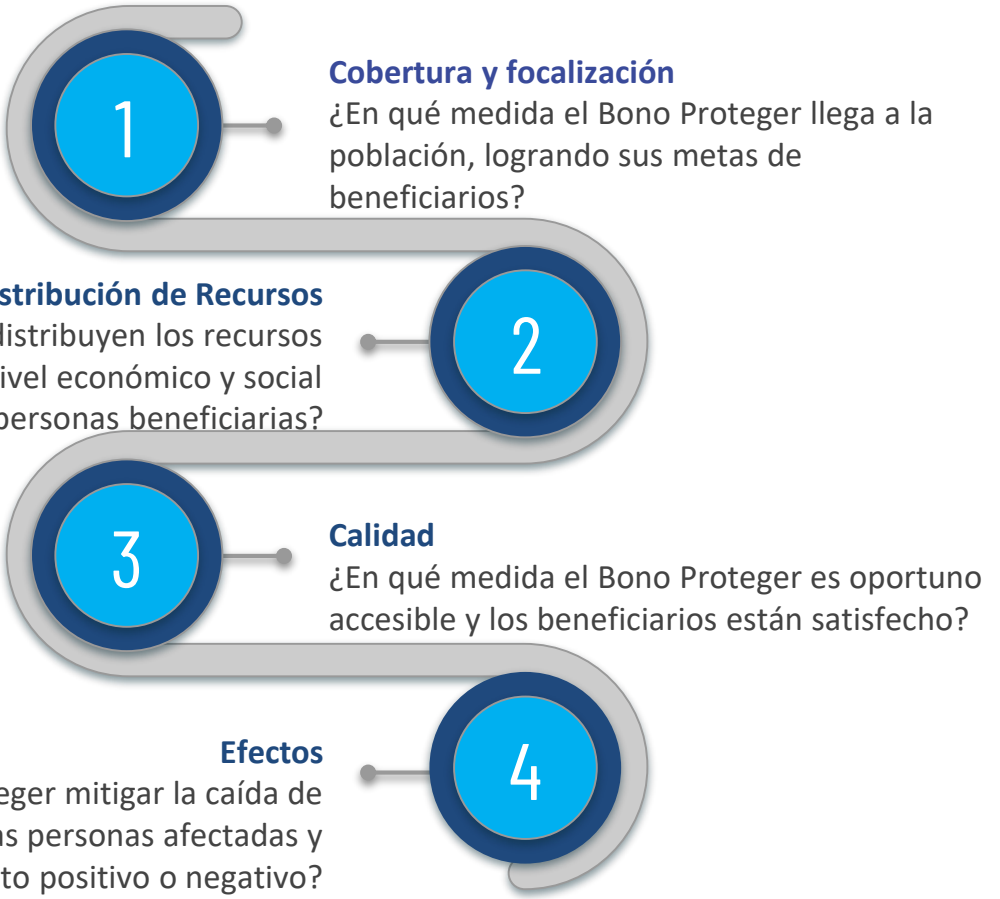 1
Cobertura y focalización
¿En qué medida el Bono Proteger llega a la
población, logrando sus metas de
beneficiarios?
stribución de Recursos
distribuyen los recursos
ivel económico y social
personas beneficiarias?
2
3
Calidad
¿En qué medida el Bono Proteger es oportuno
accesible y los beneficiarios están satisfecho?
Efectos
eger mitigar la caída de
as personas afectadas y
to positivo o negativo?
4